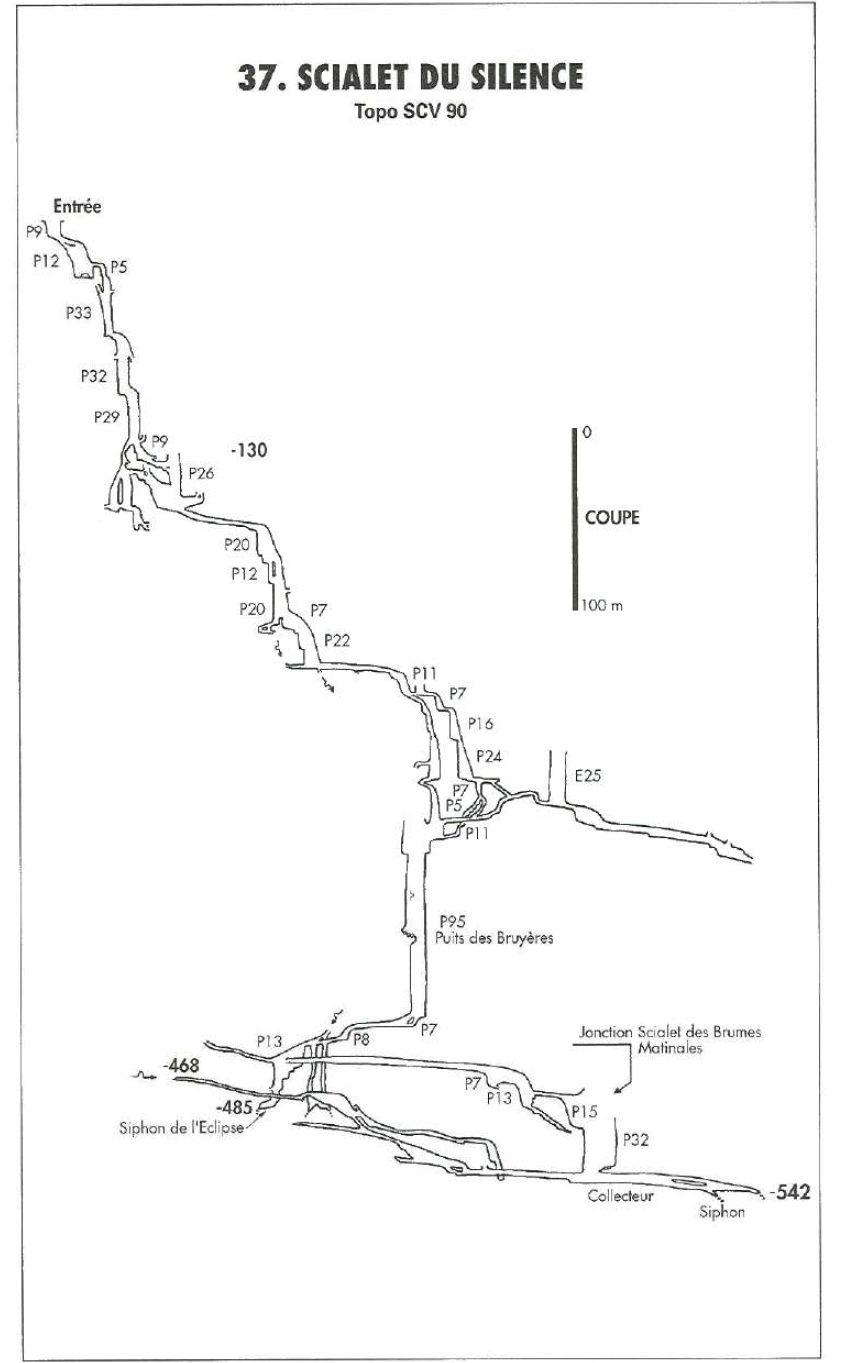 37. SCIALET DU SILENCE
Topo SCV 90
Entrée
P9
P12
P5
P33
P32
P29
P9
-130
P26
0
COUPE
100 m
P20
P12
P20
P7
P22
P11
P7
P16
P24
E25
P7
P5
P11
P95
Puits des Bruyères
P7
P13
P8
Jonction Scialet des Brumes
Matinales
-468
P7
P13
-485
P15
Siphon de l'Eclipse
P32
-542
Collecteur
Siphon